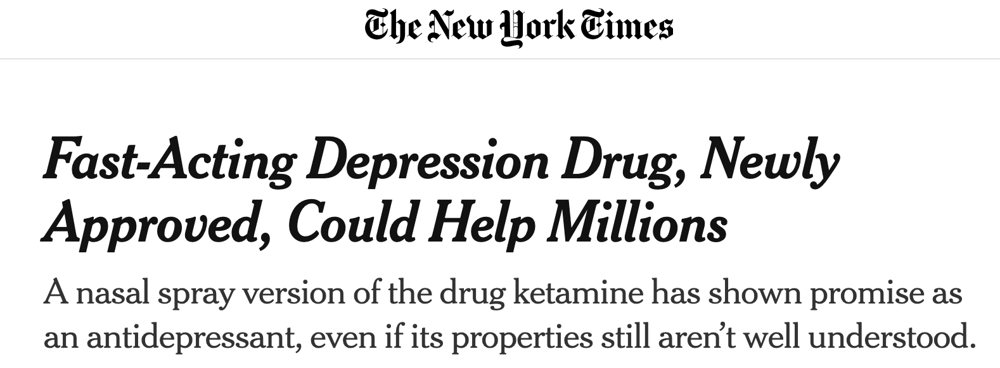 The New York Times
Fast-Acting Depression Drug, Newly
Approved, Could Help Millions
A nasal spray version of the drug ketamine has shown promise as
an antidepressant, even if its properties still aren’t well understood.